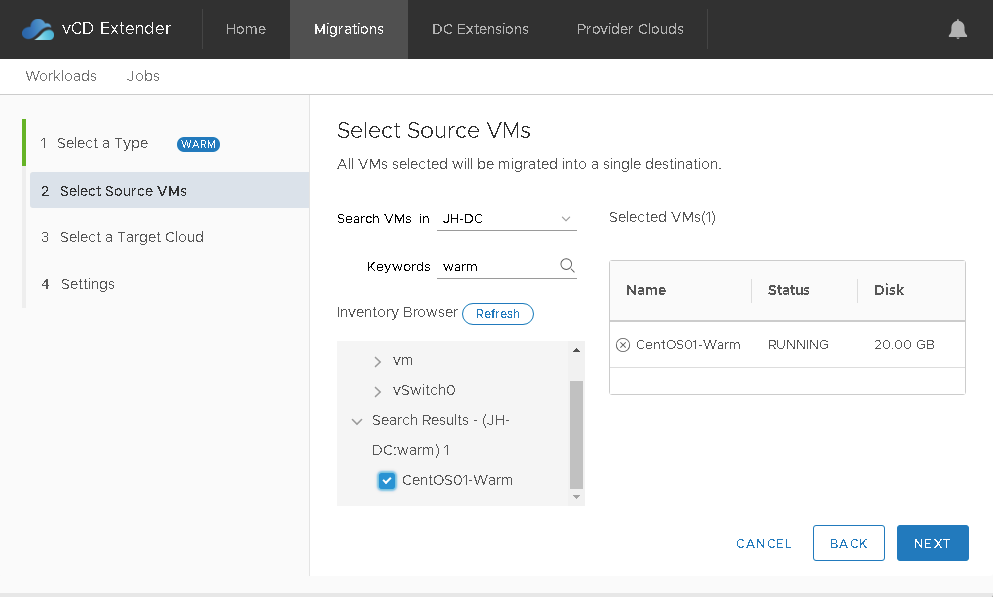 vCD Extender
Home
Migrations
DC Extensions
Provider Clouds
Workloads
Jobs
1 Select a Type WARM
2 Select Source VMs
3 Select a Target Cloud
4 Settings
Select Source VMs
All VMs selected will be migrated into a single destination.
Search VMs in JH-DC
Keywords warm
Inventory Browser Refresh
vm
vSwitch0
Search Results - (JH-
DC:warm) 1
CentOS01-Warm
Selected VMs(1)
Name Status Disk
CentOS01-Warm RUNNING 20.00 GB
CANCEL BACK NEXT